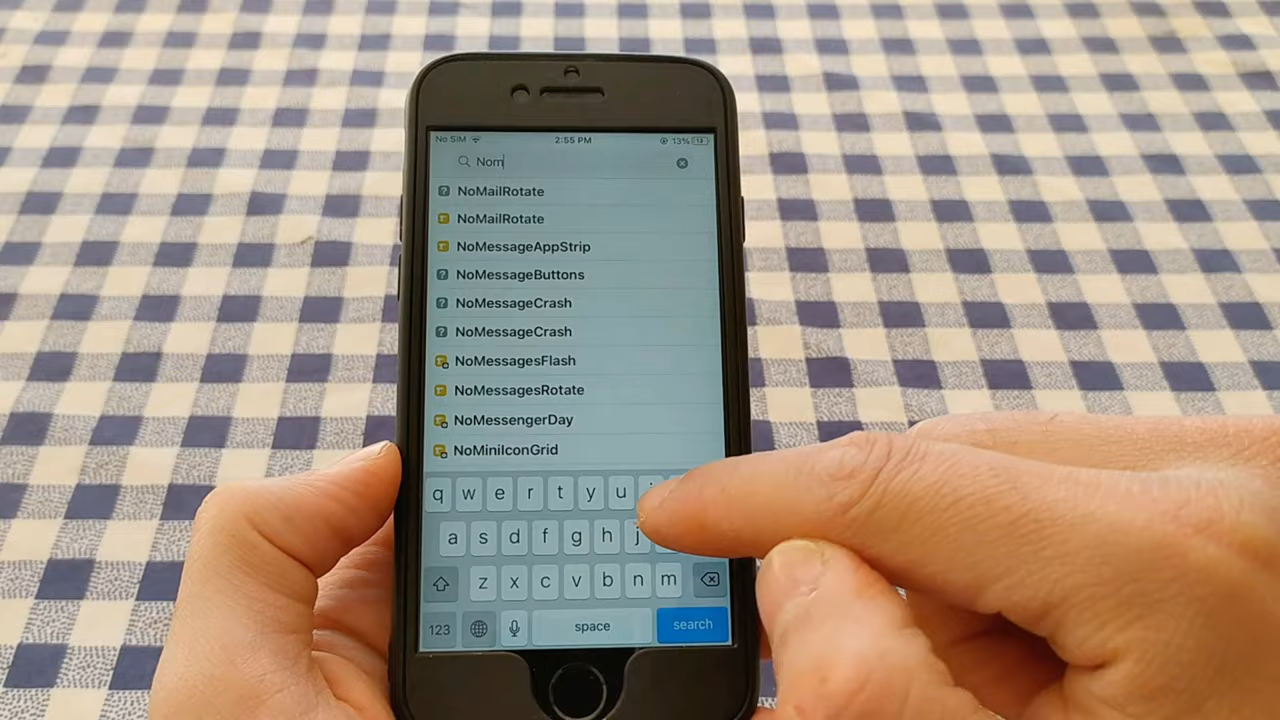 No SIM 2:55 PM 13%
Nom
NoMailRotate
NoMailRotate
NoMessageAppStrip
NoMessageButtons
NoMessageCrash
NoMessageCrash
NoMessagesFlash
NoMessagesRotate
NoMessengerDay
NoMiniIconGrid
q w e r t y u
a s d f g h j
z x c v b n m
123 space search